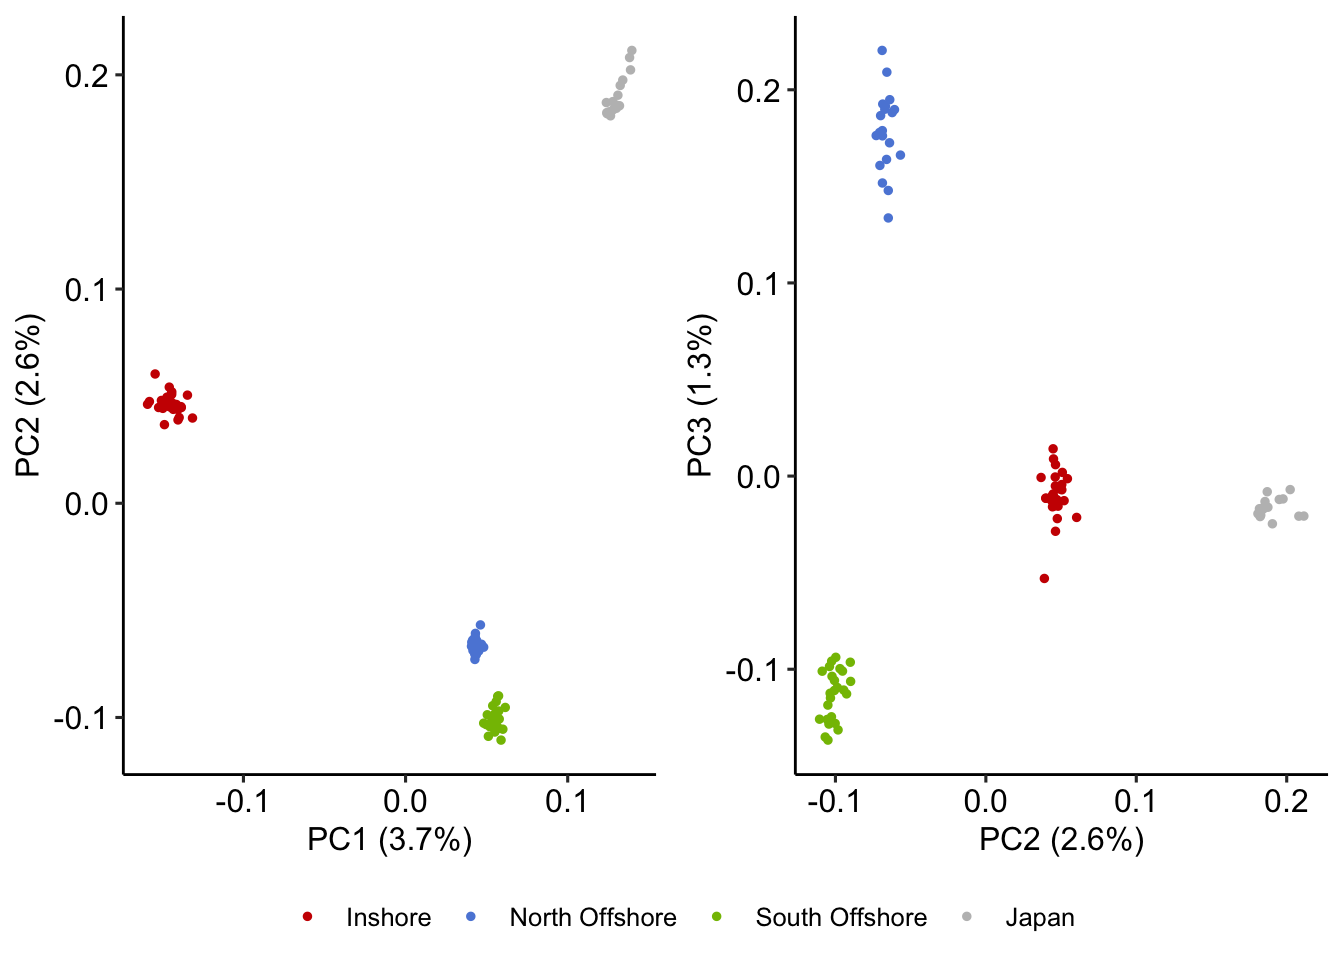 0.2
0.1
0.0
-0.1
PC2 (2.6%)
-0.1 0.0 0.1
PC1 (3.7%)
0.2
0.1
0.0
-0.1
PC3 (1.3%)
-0.1 0.0 0.1 0.2
PC2 (2.6%)
Inshore North Offshore South Offshore Japan